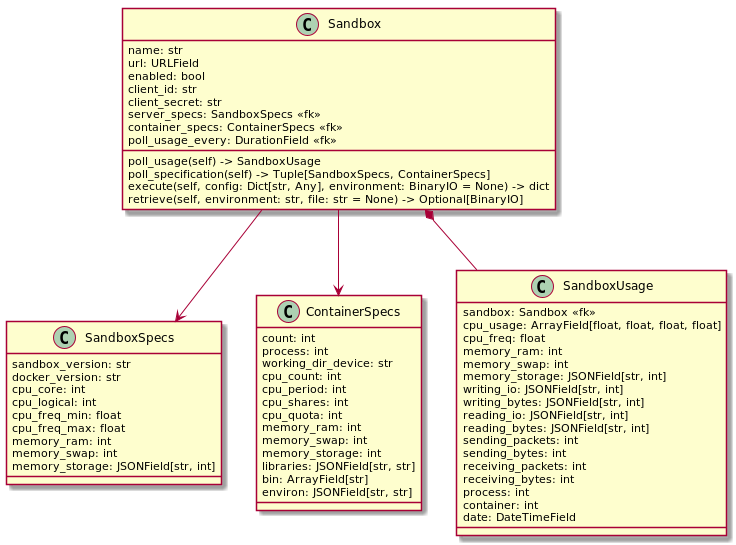 C Sandbox
name: str
url: URLField
enabled: bool
client_id: str
client_secret: str
server_specs: SandboxSpecs «fk»
container_specs: ContainerSpecs «fk»
poll_usage_every: DurationField «fk»
poll_usage(self) -> SandboxUsage
poll_specification(self) -> Tuple[SandboxSpecs, ContainerSpecs]
execute(self, config: Dict[str, Any], environment: BinaryIO = None) -> dict
retrieve(self, environment: str, file: str = None) -> Optional[BinaryIO]
C SandboxSpecs
sandbox_version: str
docker_version: str
cpu_core: int
cpu_logical: int
cpu_freq_min: float
cpu_freq_max: float
memory_ram: int
memory_swap: int
memory_storage: JSONField[str, int]
C ContainerSpecs
count: int
process: int
working_dir_device: str
cpu_count: int
cpu_period: int
cpu_shares: int
cpu_quota: int
memory_ram: int
memory_swap: int
memory_storage: int
libraries: JSONField[str, str]
bin: ArrayField[str]
environ: JSONField[str, str]
C SandboxUsage
sandbox: Sandbox «fk»
cpu_usage: ArrayField[float, float, float, float]
cpu_freq: float
memory_ram: int
memory_swap: int
memory_storage: JSONField[str, int]
writing_io: JSONField[str, int]
writing_bytes: JSONField[str, int]
reading_io: JSONField[str, int]
reading_bytes: JSONField[str, int]
sending_packets: int
sending_bytes: int
receiving_packets: int
receiving_bytes: int
process: int
container: int
date: DateTimeField